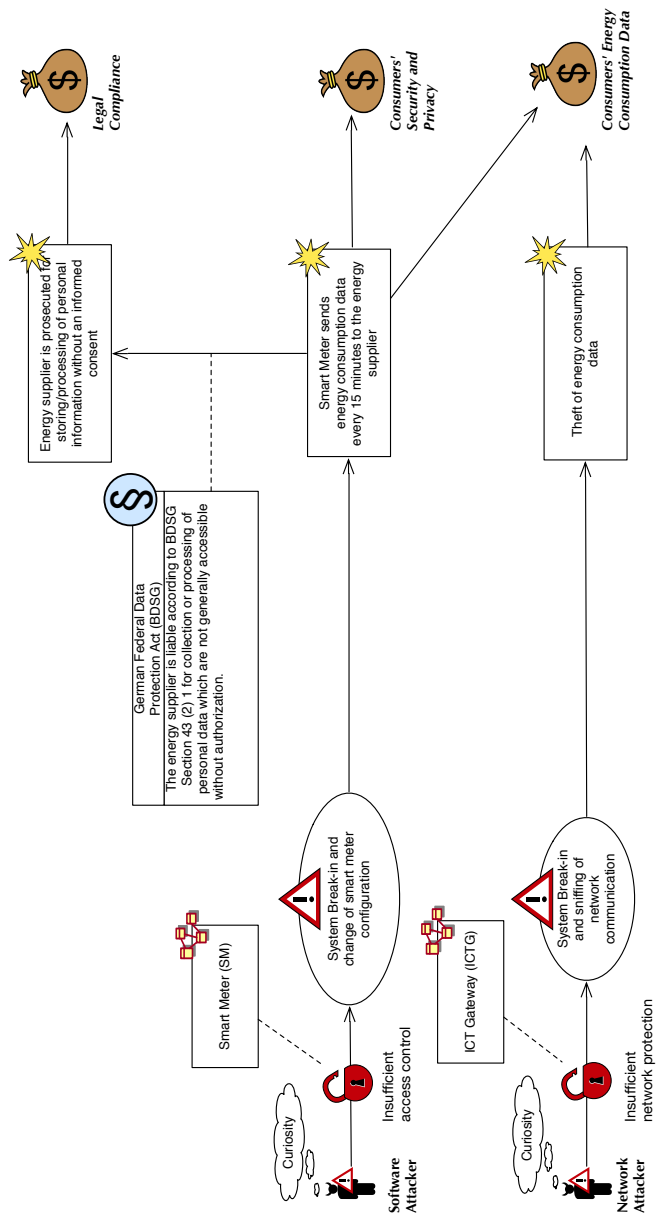 Energy supplier is prosecuted for
storing/processing of personal
information without an informed
consent
$
Legal
Compliance
German Federal Data
Protection Act (BDSG)
§
The energy supplier is liable according to BDSG
Section 43 (2) 1 for collection or processing of
personal data which are not generally accessible
without authorization.
Smart Meter (SM)
Curiosity
!
Software
Attacker
Insufficient
access control
!
System Break-in and
change of smart meter
configuration
Smart Meter sends
energy consumption data
every 15 minutes to the energy
supplier
$
Consumers'
Security and
Privacy
ICT Gateway (ICTG)
Curiosity
!
Network
Attacker
Insufficient
network protection
!
System Break-in
and sniffing of
network
communication
Theft of energy consumption
data
$
Consumers' Energy
Consumption Data